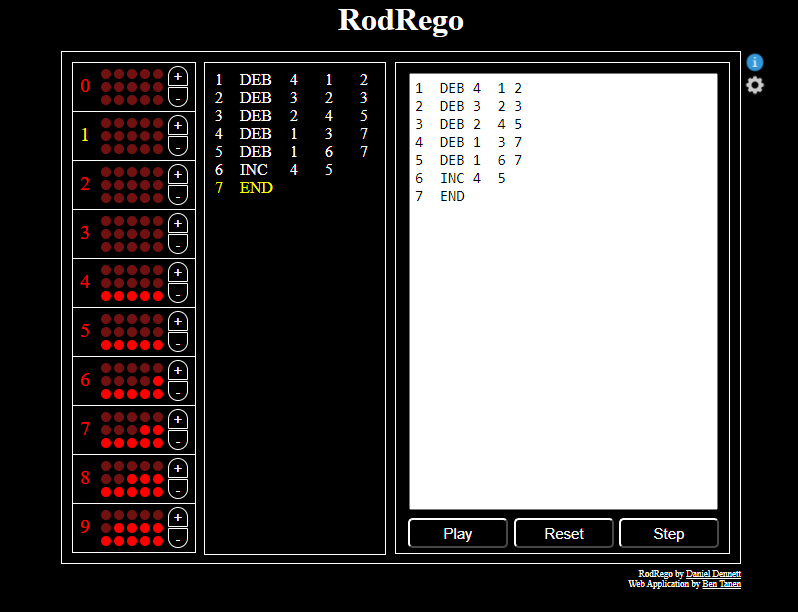 RodRego
0 + -
1 + -
2 + -
3 + -
4 + -
5 + -
6 + -
7 + -
8 + -
9 + -
1 DEB 4 1 2
2 DEB 3 2 3
3 DEB 2 4 5
4 DEB 1 3 7
5 DEB 1 6 7
6 INC 4 5
7 END
1 DEB 4 1 2
2 DEB 3 2 3
3 DEB 2 4 5
4 DEB 1 3 7
5 DEB 1 6 7
6 INC 4 5
7 END
Play Reset Step
i
RodRego by Daniel Dennett
Web Application by Ben Tanen